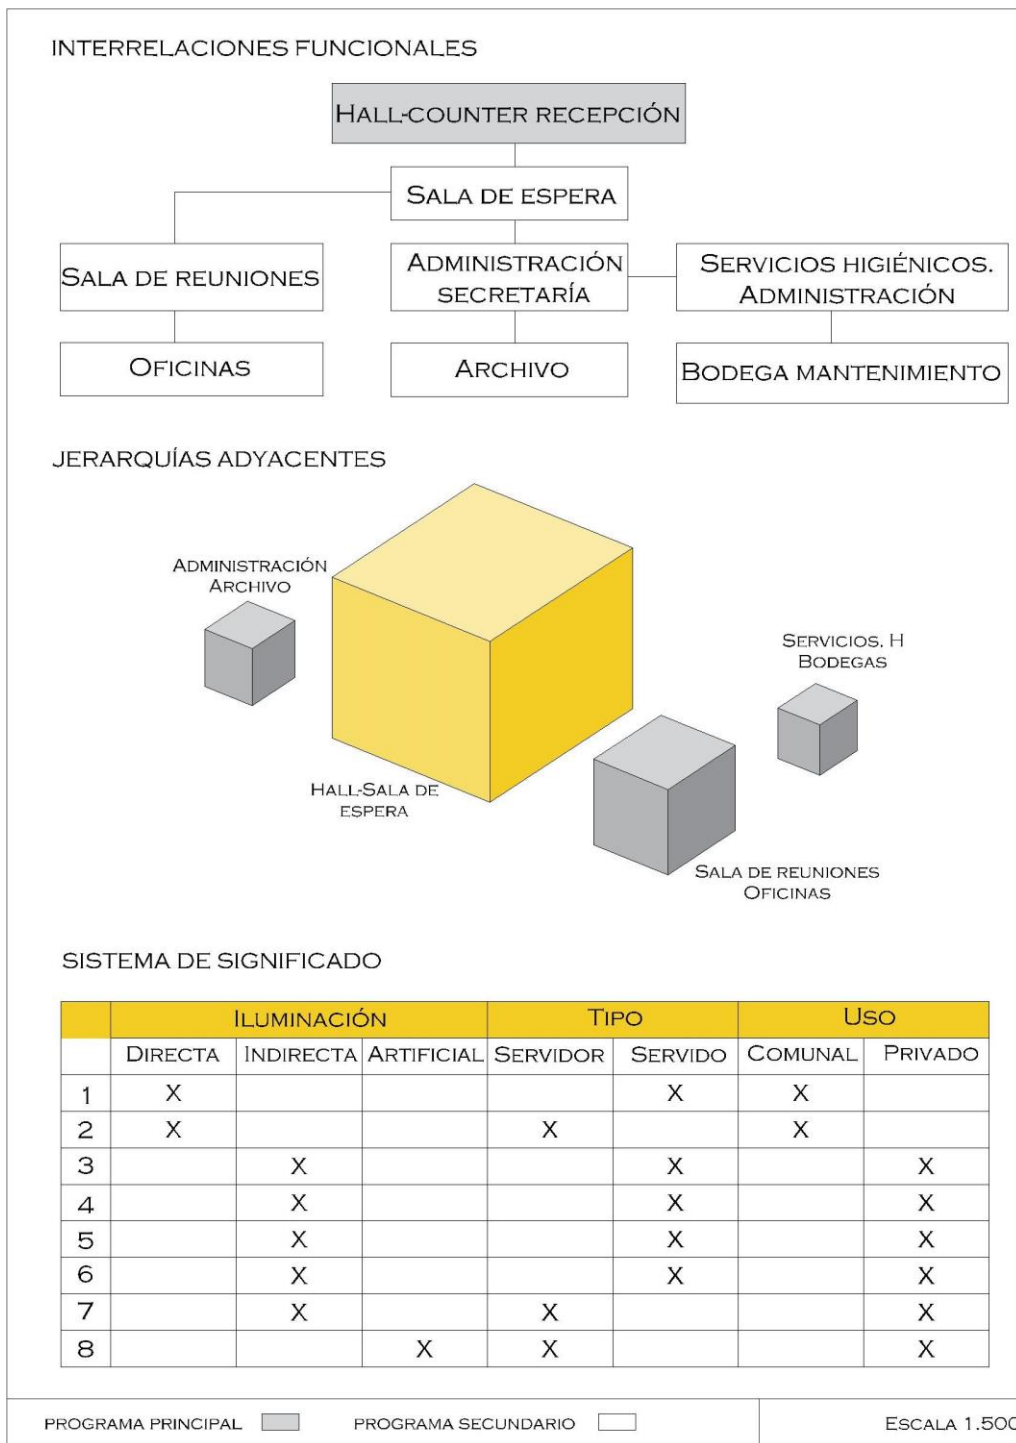 INTERRELACIONES FUNCIONALES
HALL-COUNTER RECEPCIÓN
SALA DE ESPERA
SALA DE REUNIONES
ADMINISTRACIÓN
SECRETARÍA
SERVICIOS HIGIÉNICOS.
ADMINISTRACIÓN
OFICINAS
ARCHIVO
BODEGA MANTENIMIENTO
JERARQUÍAS ADYACENTES
ADMINISTRACIÓN
ARCHIVO
SERVICIOS. H
BODEGAS
HALL-SALA DE
ESPERA
SALA DE REUNIONES
OFICINAS
SISTEMA DE SIGNIFICADO
ILUMINACIÓN TIPO USO
DIRECTA INDIRECTA ARTIFICIAL SERVIDOR SERVIDO COMUNAL PRIVADO
1 X X X
2 X X X
3 X X X
4 X X X
5 X X X
6 X X X
7 X X X
8 X X X
PROGRAMA PRINCIPAL PROGRAMA SECUNDARIO ESCALA 1.500